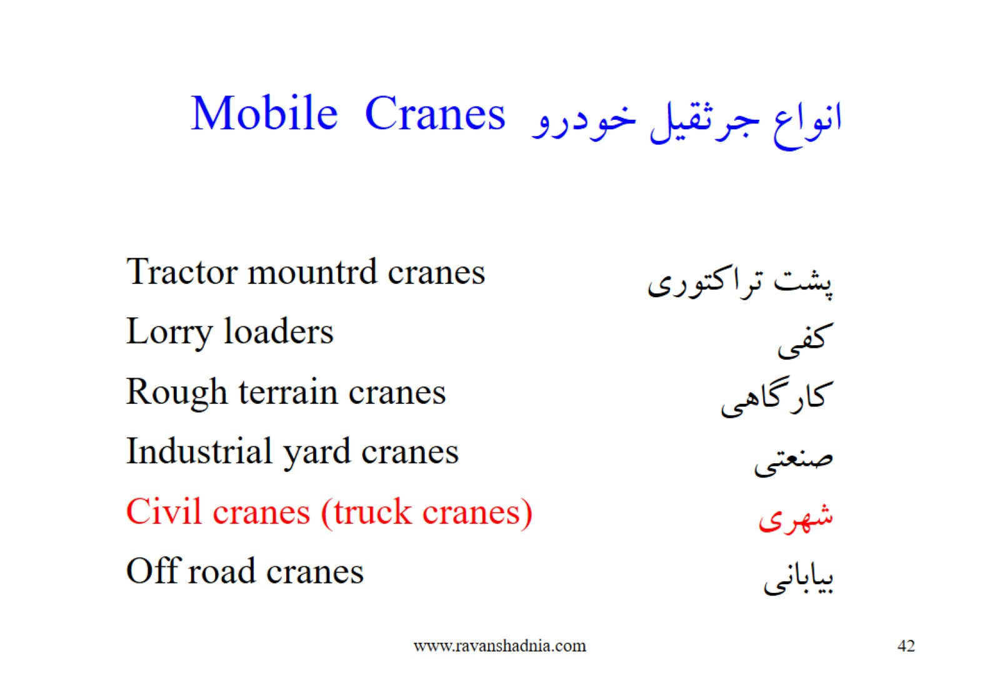 انواع جرثقیل خودرو Mobile Cranes
Tractor mountrd cranes پشت تراکتوری
Lorry loaders کفی
Rough terrain cranes کارگاهی
Industrial yard cranes صنعتی
Civil cranes (truck cranes) شهری
Off road cranes بیابانی
www.ravanshadnia.com 42